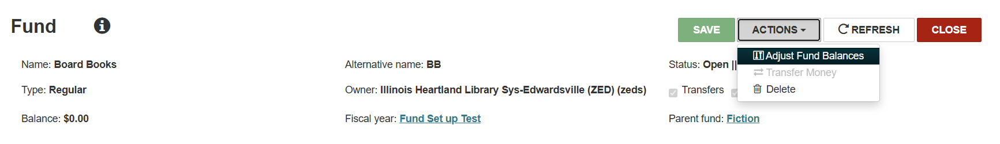 Fund
SAVE
ACTIONS
REFRESH
CLOSE
Adjust Fund Balances
Transfer Money
Delete
Name: Board Books
Alternative name: BB
Status: Open ||
Type: Regular
Owner: Illinois Heartland Library Sys-Edwardsville (ZED) (zeds)
Transfers
Balance: $0.00
Fiscal year: Fund Set up Test
Parent fund: Fiction